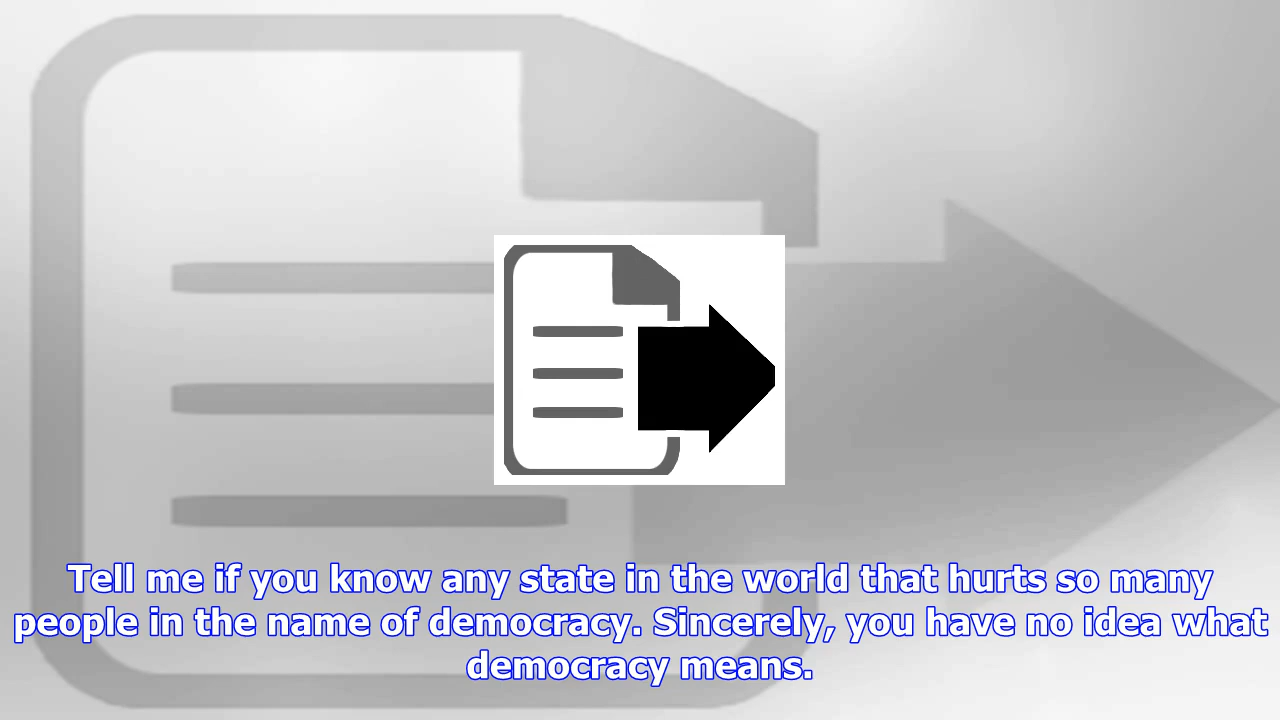 Tell me if you know any state in the world that hurts so many
people in the name of democracy. Sincerely, you have no idea what
democracy means.